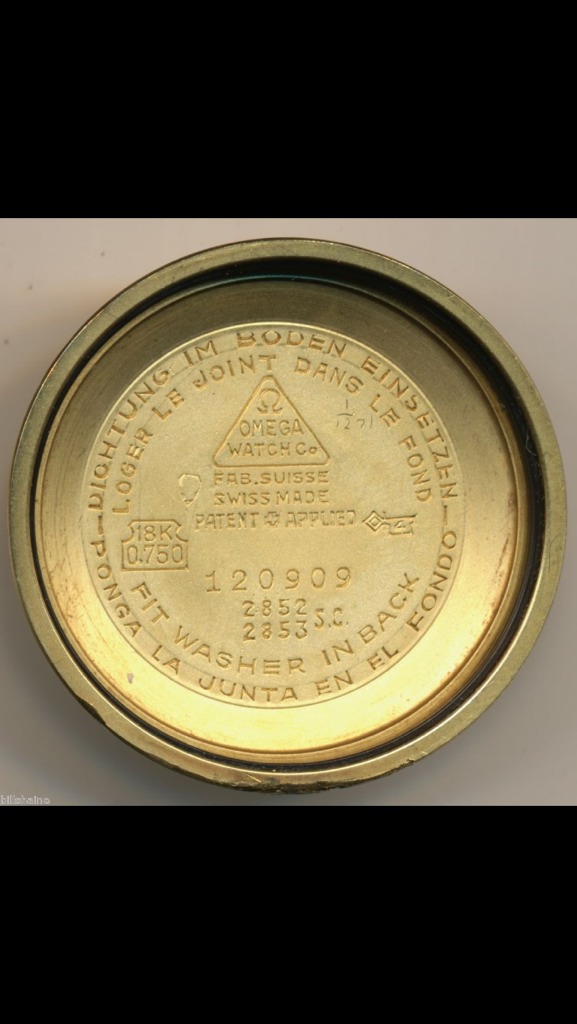 DICHTUNG IM BODEN EINSETZEN
LOGER LE JOINT DANS LE FOND
Ω
OMEGA
WATCH Co
FAB. SUISSE
SWISS MADE
PATENT APPLIED
18K
0.750
120909
2852
2853 S.C.
FIT WASHER IN BACK
PONGA LA JUNTA EN EL FONDO